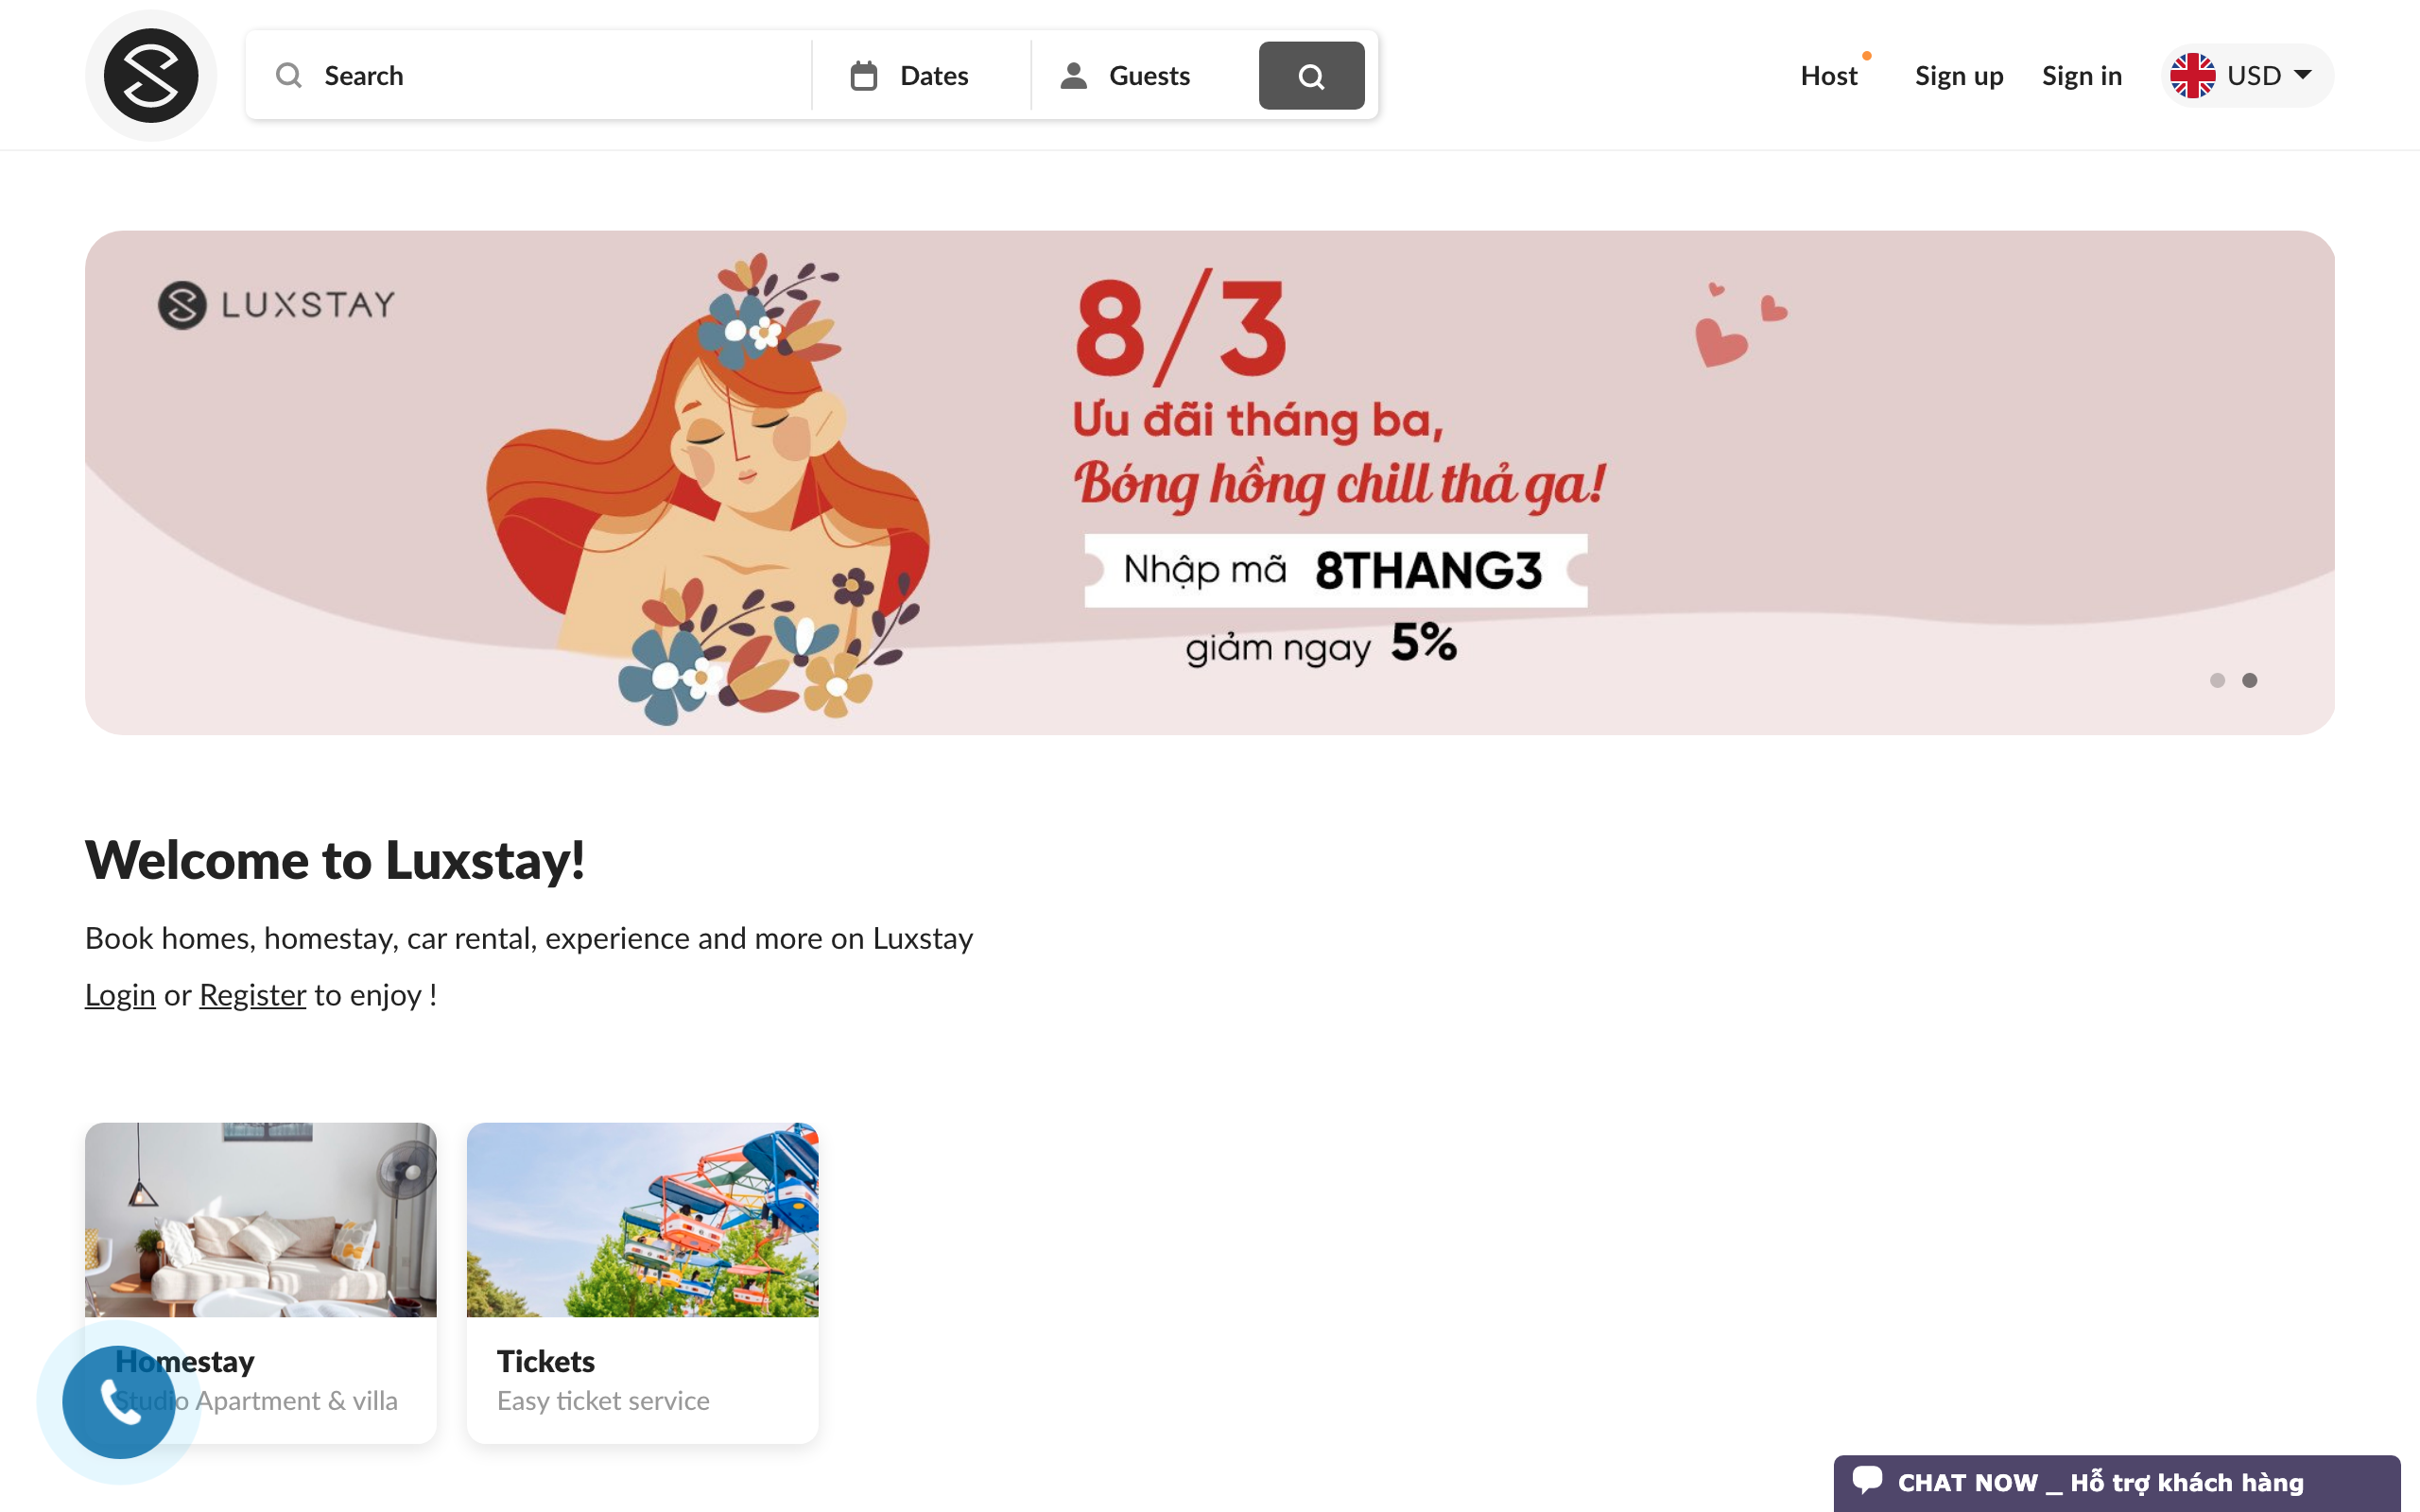 Search
Dates
Guests
Host
Sign up
Sign in
USD
LUXSTAY
8/3
Ưu đãi tháng ba,
Bóng hồng chill thả ga!
Nhập mã 8THANG3
giảm ngay 5%
Welcome to Luxstay!
Book homes, homestay, car rental, experience and more on Luxstay
Login or Register to enjoy !
Homestay
Studio Apartment & villa
Tickets
Easy ticket service
CHAT NOW _ Hỗ trợ khách hàng